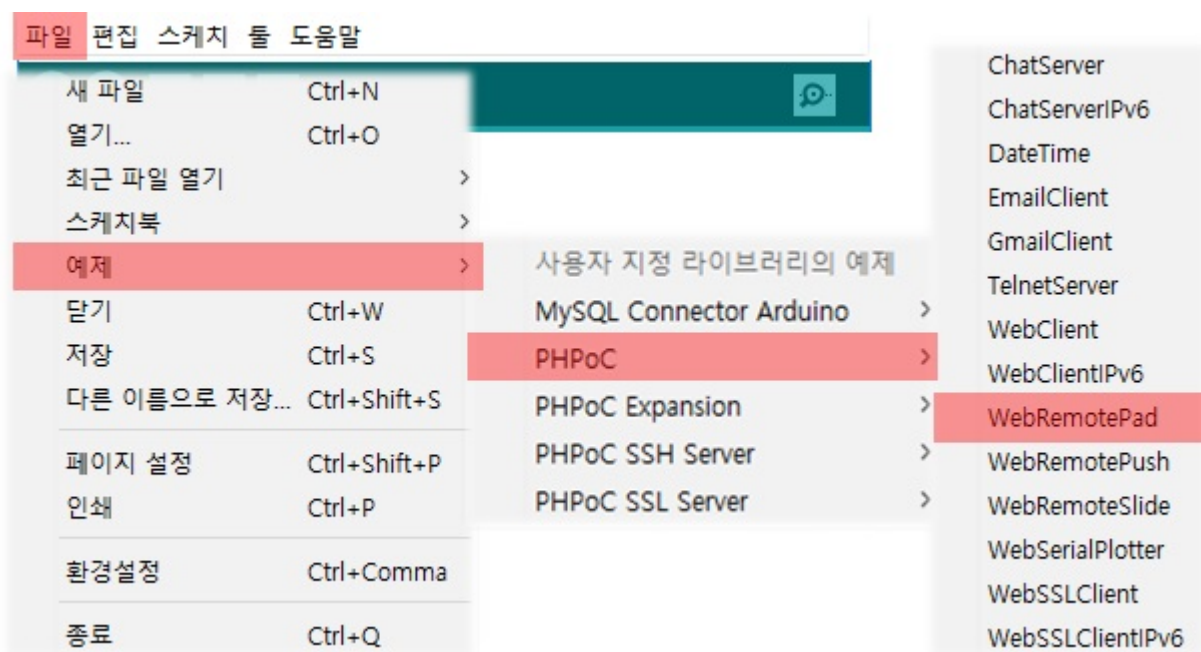 파일 편집 스케치 툴 도움말
새 파일 Ctrl+N
열기... Ctrl+O
최근 파일 열기 >
스케치북 >
예제 >
닫기 Ctrl+W
저장 Ctrl+S
다른 이름으로 저장... Ctrl+Shift+S
페이지 설정 Ctrl+Shift+P
인쇄 Ctrl+P
환경설정 Ctrl+Comma
종료 Ctrl+Q
사용자 지정 라이브러리의 예제
MySQL Connector Arduino >
PHPoC >
PHPoC Expansion >
PHPoC SSH Server >
PHPoC SSL Server >
ChatServer
ChatServerIPv6
DateTime
EmailClient
GmailClient
TelnetServer
WebClient
WebClientIPv6
WebRemotePad
WebRemotePush
WebRemoteSlide
WebSerialPlotter
WebSSLClient
WebSSLClientIPv6